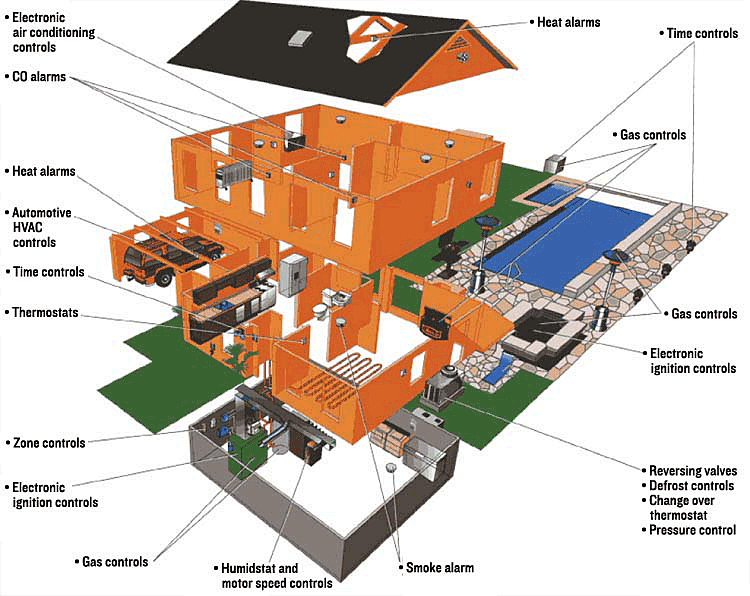 • Electronic
air conditioning
controls
• CO alarms
• Heat alarms
• Time controls
• Gas controls
• Heat alarms
• Automotive
HVAC
controls
• Time controls
• Thermostats
• Gas controls
• Electronic
ignition controls
• Zone controls
• Electronic
ignition controls
• Reversing valves
• Defrost controls
• Change over
thermostat
• Pressure control
• Gas controls
• Humidstat and
motor speed controls
• Smoke alarm